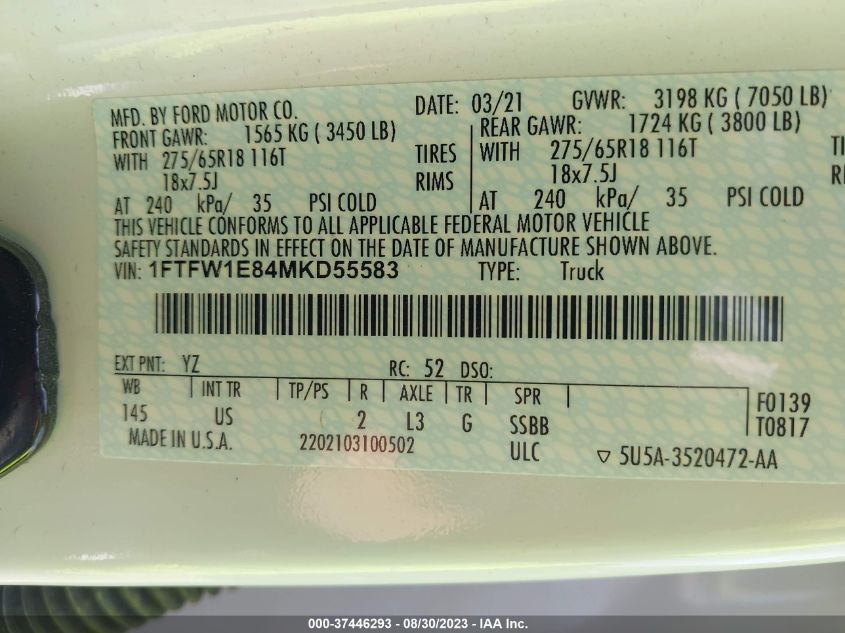 MFD. BY FORD MOTOR CO. DATE: 03/21 GVWR: 3198 KG ( 7050 LB)
FRONT GAWR: 1565 KG ( 3450 LB) REAR GAWR: 1724 KG ( 3800 LB)
WITH 275/65R18 116T TIRES WITH 275/65R18 116T
18x7.5J RIMS 18x7.5J
AT 240 kPa/ 35 PSI COLD AT 240 kPa/ 35 PSI COLD
THIS VEHICLE CONFORMS TO ALL APPLICABLE FEDERAL MOTOR VEHICLE
SAFETY STANDARDS IN EFFECT ON THE DATE OF MANUFACTURE SHOWN ABOVE.
VIN: 1FTFW1E84MKD55583 TYPE: Truck
EXT PNT: YZ RC: 52 DSO:
WB INT TR TP/PS R AXLE TR SPR F0139
145 US 2 L3 G SSBB T0817
MADE IN U.S.A. 2202103100502 ULC ▽ 5U5A-3520472-AA
000-37446293 - 08/30/2023 - IAA Inc.